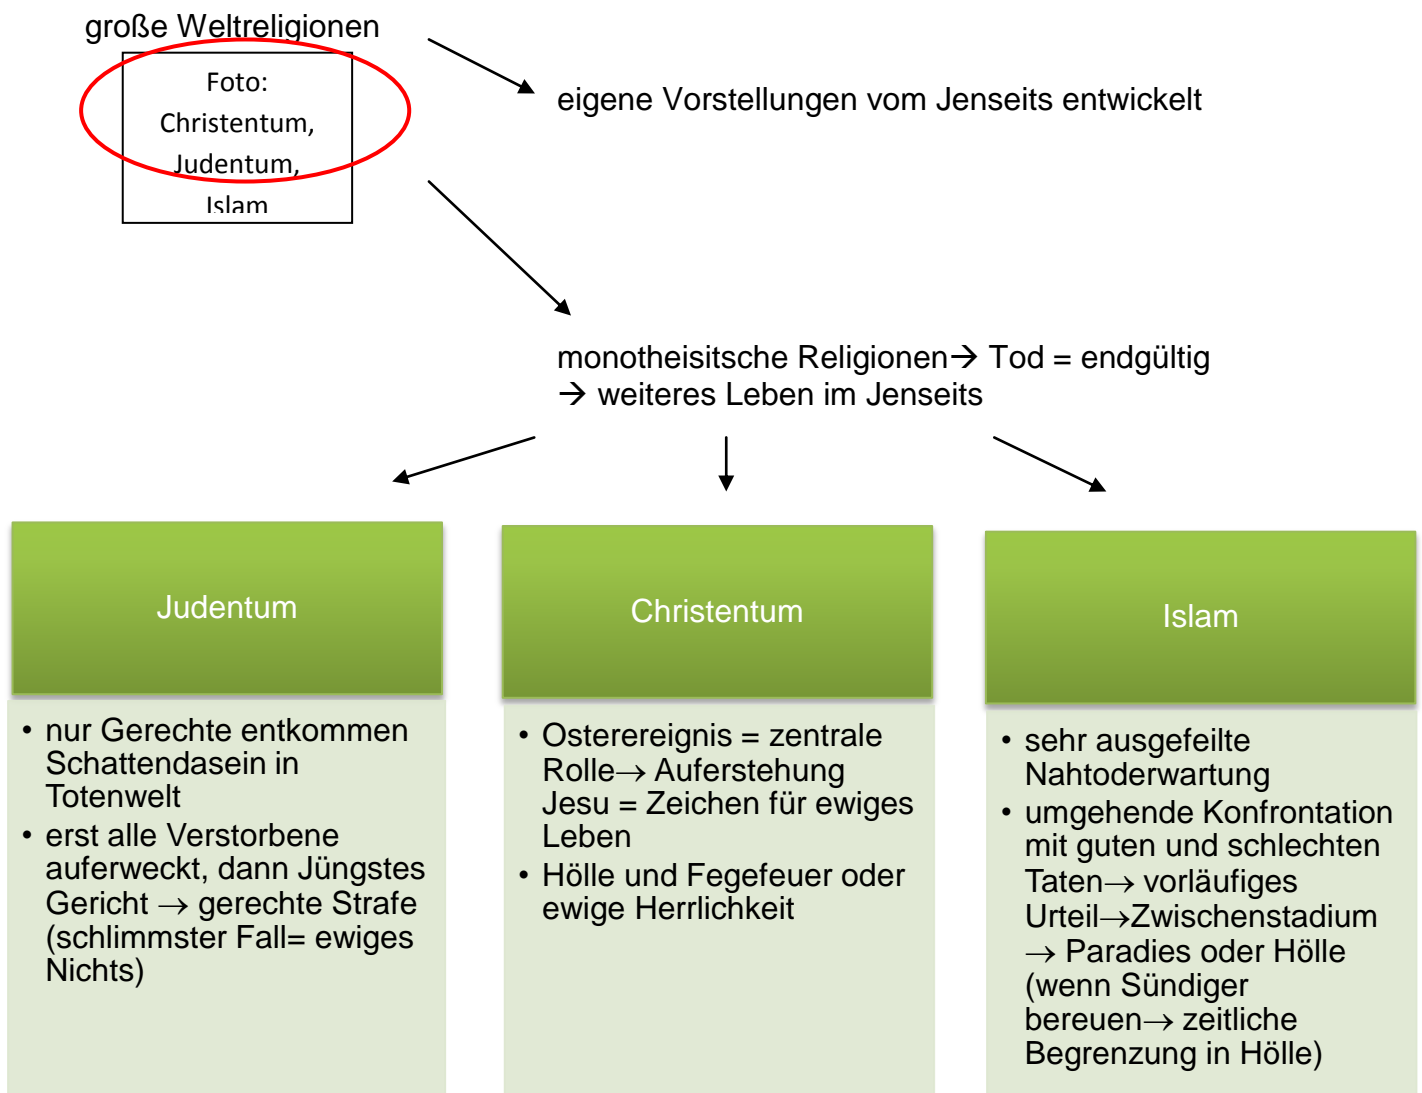 große Weltreligionen
Foto:
Christentum,
Judentum,
Islam
eigene Vorstellungen vom Jenseits entwickelt
monotheisitsche Religionen→ Tod = endgültig
→ weiteres Leben im Jenseits
Judentum
• nur Gerechte entkommen
Schattendasein in
Totenwelt
• erst alle Verstorbene
auferweckt, dann Jüngstes
Gericht → gerechte Strafe
(schlimmster Fall= ewiges
Nichts)
Christentum
• Osterereignis = zentrale
Rolle→ Auferstehung
Jesu = Zeichen für ewiges
Leben
• Hölle und Fegefeuer oder
ewige Herrlichkeit
Islam
• sehr ausgefeilte
Nahtoderwartung
• umgehende Konfrontation
mit guten und schlechten
Taten→ vorläufiges
Urteil→Zwischenstadium
→ Paradies oder Hölle
(wenn Sündiger
bereuen→ zeitliche
Begrenzung in Hölle)